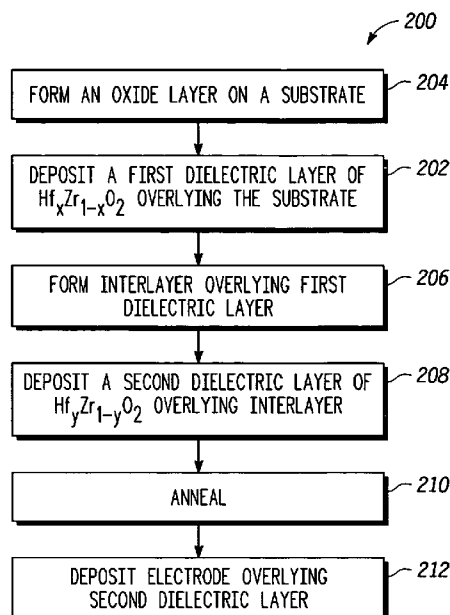 200
FORM AN OXIDE LAYER ON A SUBSTRATE
204
DEPOSIT A FIRST DIELECTRIC LAYER OF
HfxZr1-xO2 OVERLYING THE SUBSTRATE
202
FORM INTERLAYER OVERLYING FIRST
DIELECTRIC LAYER
206
DEPOSIT A SECOND DIELECTRIC LAYER OF
HfyZr1-yO2 OVERLYING INTERLAYER
208
ANNEAL
210
DEPOSIT ELECTRODE OVERLYING
SECOND DIELECTRIC LAYER
212